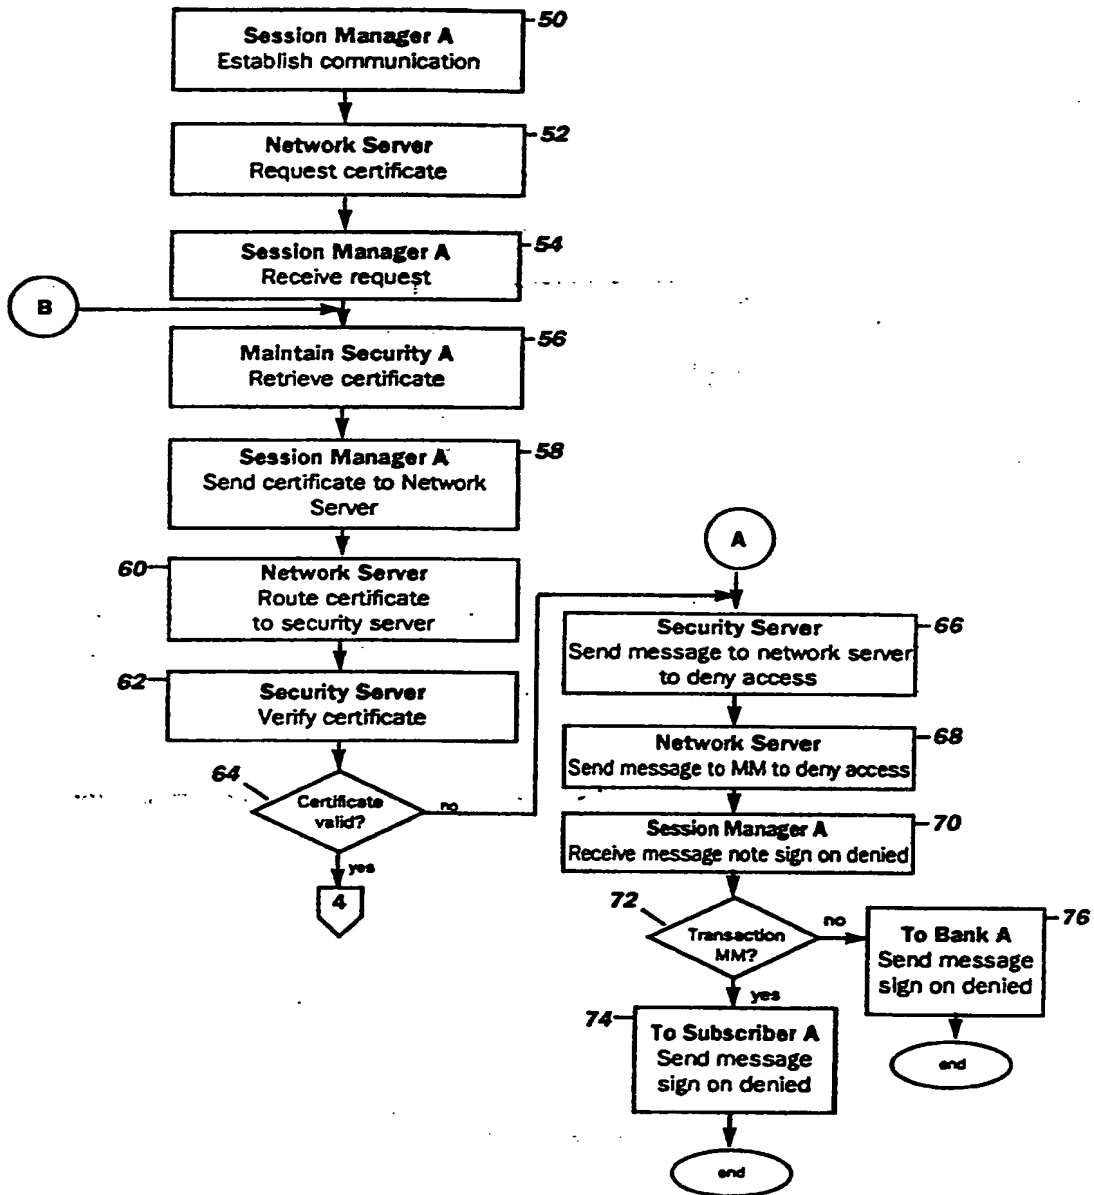 Session Manager A
Establish communication
50
Network Server
Request certificate
52
Session Manager A
Receive request
54
B
Maintain Security A
Retrieve certificate
56
Session Manager A
Send certificate to Network
Server
58
60
Network Server
Route certificate
to security server
62
Security Server
Verify certificate
64
Certificate
valid?
no
yes
4
A
Security Server
Send message to network server
to deny access
66
Network Server
Send message to MM to deny access
68
Session Manager A
Receive message note sign on denied
70
72
Transaction
MM?
no
yes
To Bank A
Send message
sign on denied
76
end
74
To Subscriber A
Send message
sign on denied
end